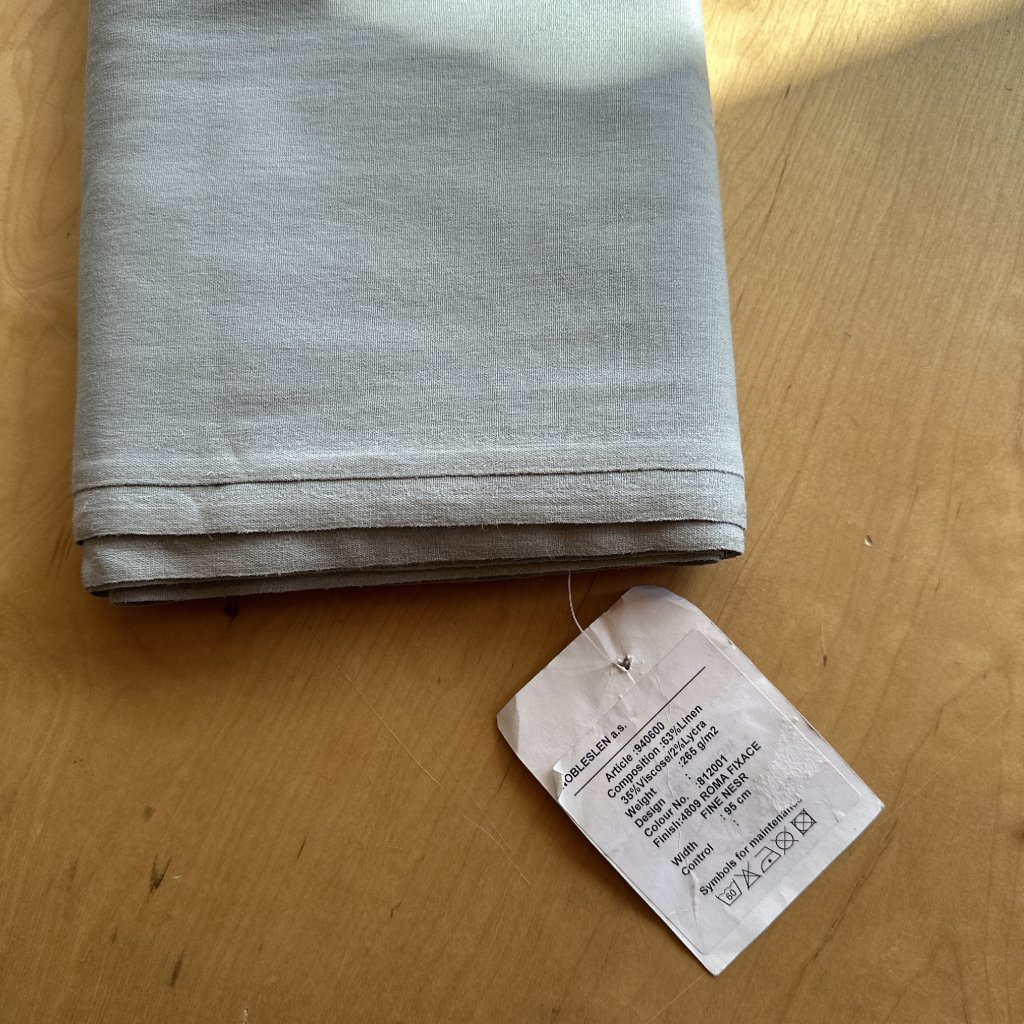 OBLESLEN a.s.
Article :940600
Composition :63%Linen
35%Viscose/2%Lycra
Weight :265 g/m2
Design :
Colour No. :812001
Finish:4809 ROMA FIXACE
FINE NESR
Width : 95 cm
Control :
Symbols for maintenance
60